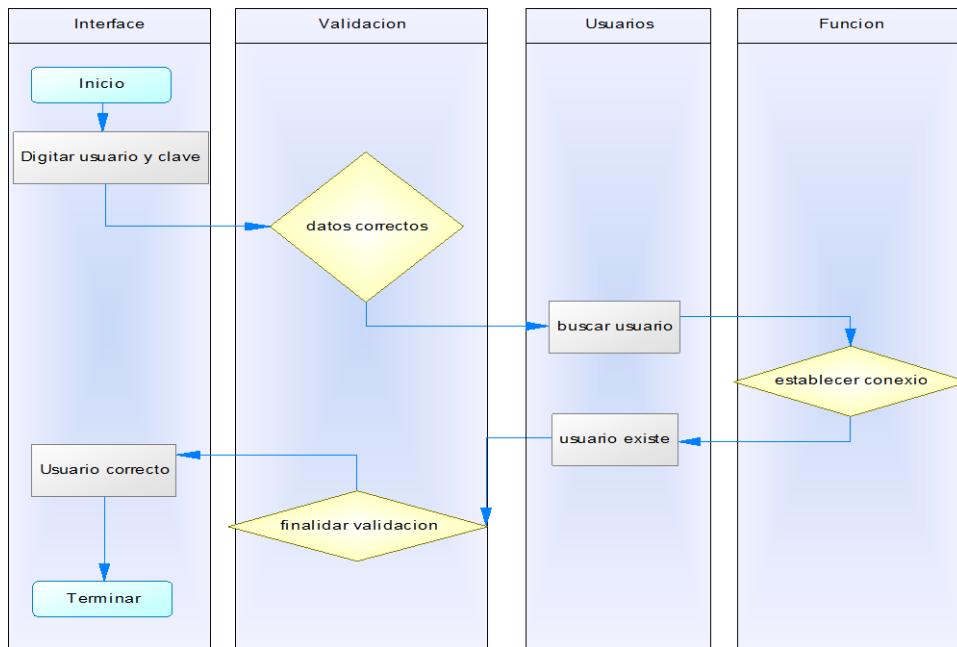 Interface
Validacion
Usuarios
Funcion
Inicio
Digitar usuario y clave
datos correctos
buscar usuario
establecer conexio
usuario existe
Usuario correcto
finalidar validacion
Terminar